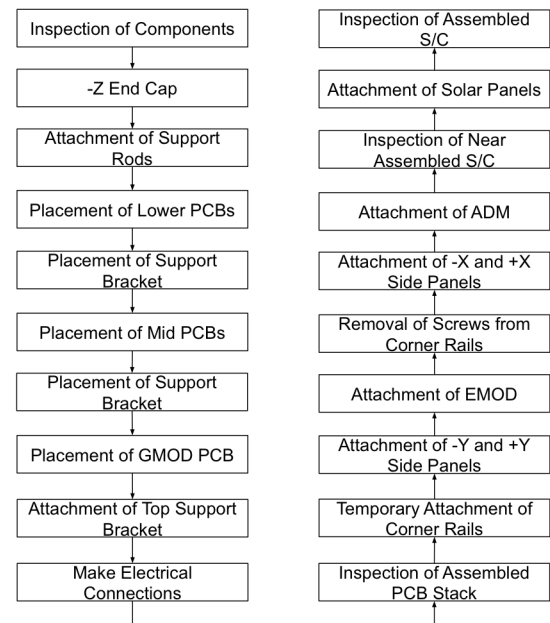 Inspection of Components
-Z End Cap
Attachment of Support
Rods
Placement of Lower PCBs
Placement of Support
Bracket
Placement of Mid PCBs
Placement of Support
Bracket
Placement of GMOD PCB
Attachment of Top Support
Bracket
Make Electrical
Connections
Inspection of Assembled
S/C
Attachment of Solar Panels
Inspection of Near
Assembled S/C
Attachment of ADM
Attachment of -X and +X
Side Panels
Removal of Screws from
Corner Rails
Attachment of EMOD
Attachment of -Y and +Y
Side Panels
Temporary Attachment of
Corner Rails
Inspection of Assembled
PCB Stack